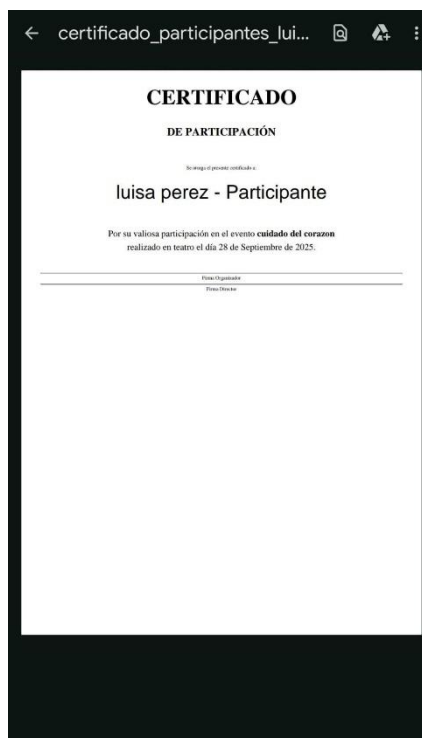 certificado_participantes_lui...
CERTIFICADO
DE PARTICIPACIÓN
Se otorga el presente certificado a:
luisa perez - Participante
Por su valiosa participación en el evento cuidado del corazon
realizado en teatro el día 28 de Septiembre de 2025.
Firma Organizador
Firma Director